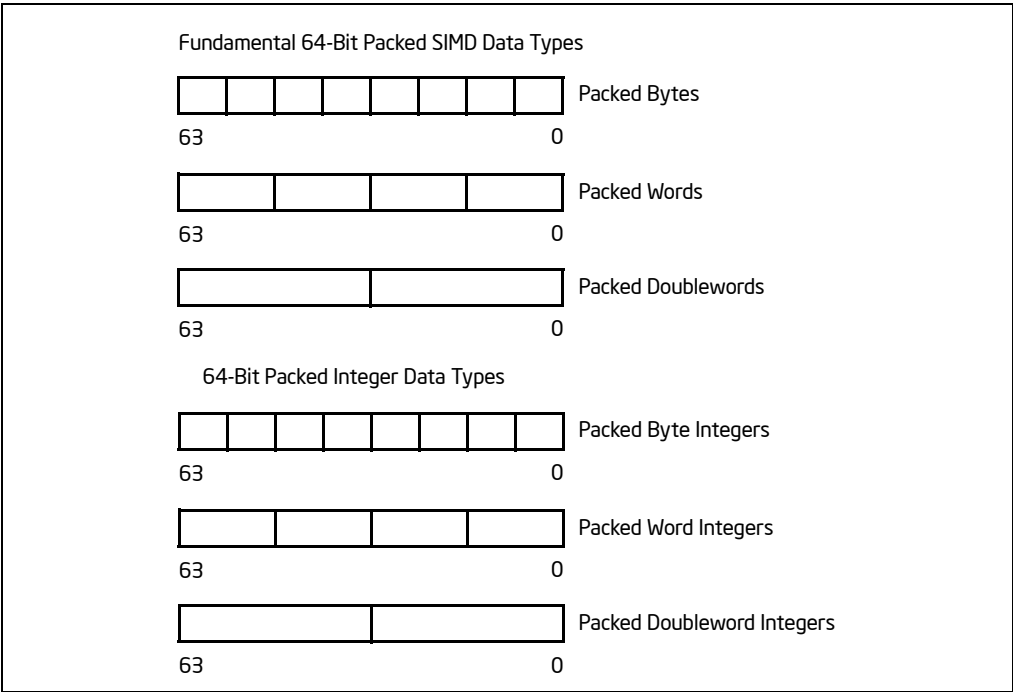 Fundamental 64-Bit Packed SIMD Data Types
Packed Bytes
63 0
Packed Words
63 0
Packed Doublewords
63 0
64-Bit Packed Integer Data Types
Packed Byte Integers
63 0
Packed Word Integers
63 0
Packed Doubleword Integers
63 0